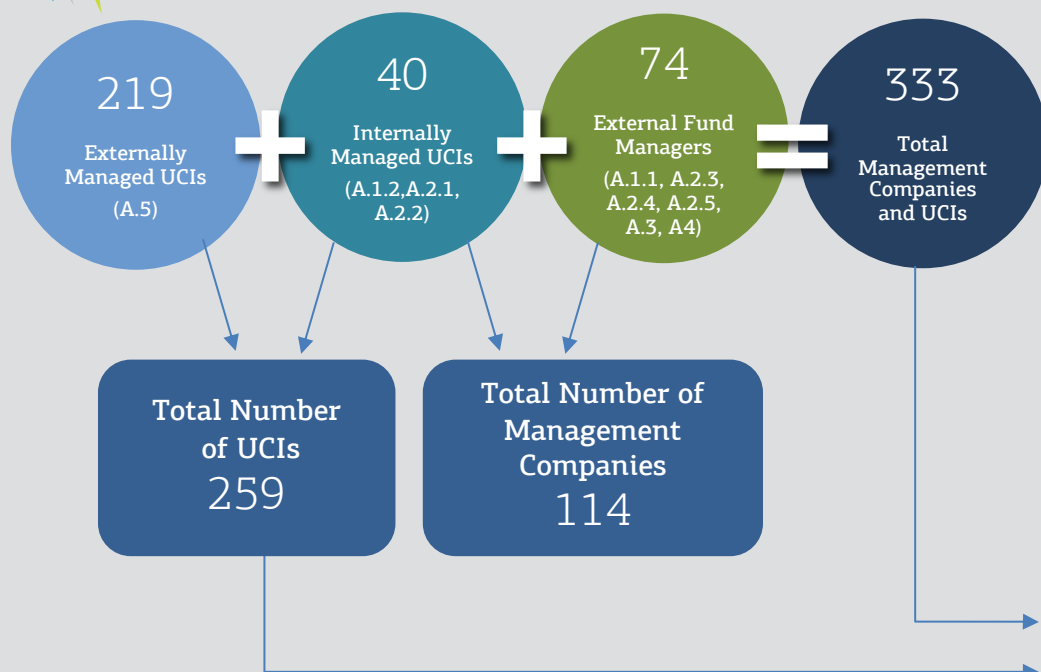 219
Externally
Managed UCIs
(A.5)
40
Internally
Managed UCIs
(A.1.2,A.2.1,
A.2.2)
74
External Fund
Managers
(A.1.1, A.2.3,
A.2.4, A.2.5,
A.3, A4)
333
Total
Management
Companies
and UCIs
Total Number
of UCIs
259
Total Number of
Management
Companies
114